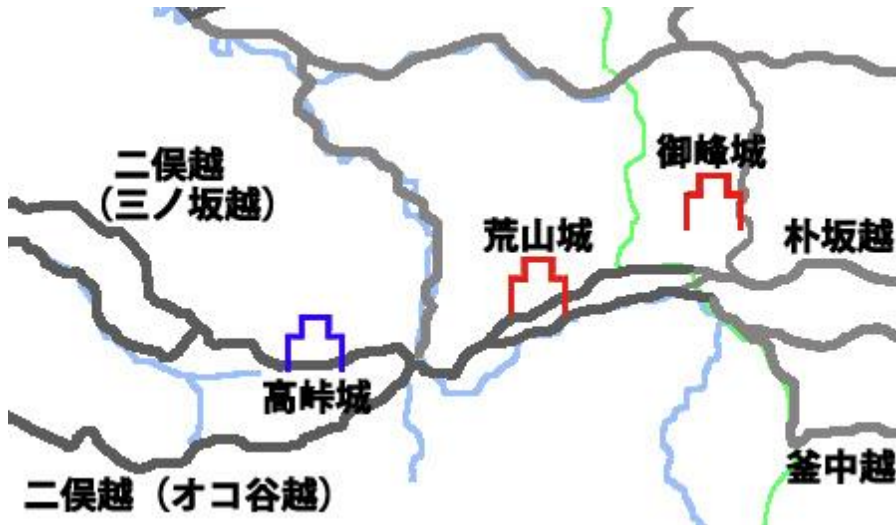 二俣越
(三ノ坂越)
御峰城
荒山城
朴坂越
高峠城
二俣越（オコ谷越）
釜中越